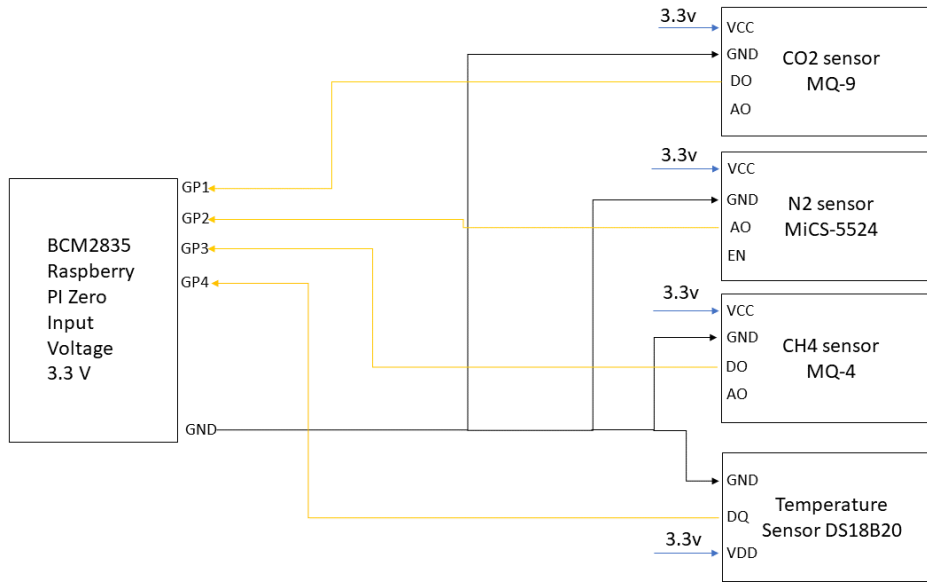 3.3v
VCC
GND
DO
AO
CO2 sensor
MQ-9
3.3v
VCC
GND
AO
EN
N2 sensor
MiCS-5524
GP1
GP2
GP3
GP4
GND
BCM2835
Raspberry
PI Zero
Input
Voltage
3.3 V
3.3v
VCC
GND
DO
AO
CH4 sensor
MQ-4
GND
DQ
3.3v
VDD
Temperature
Sensor DS18B20